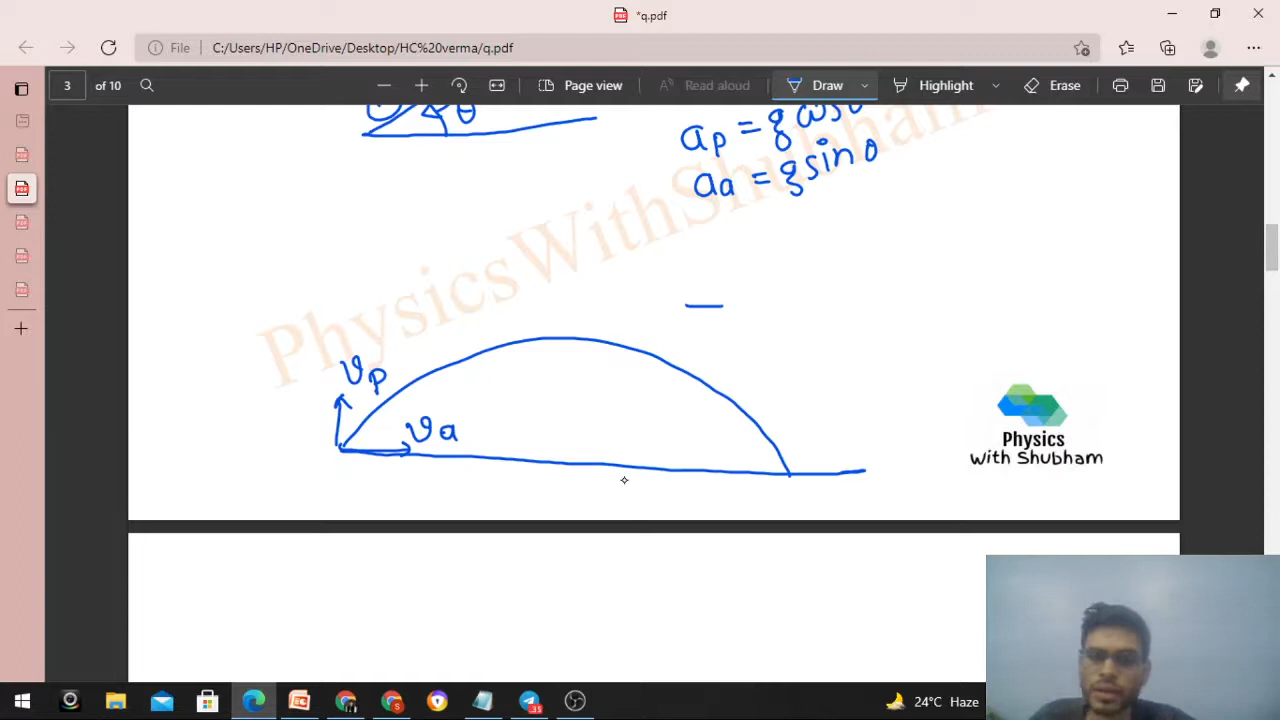 *q.pdf
File C:/Users/HP/OneDrive/Desktop/HC%20verma/q.pdf
3 of 10 Page view Read aloud Draw Highlight Erase
θ
ap = g cosθ
aa = g sin θ
PhysicsWithShubham
vp
va
Physics
With Shubham
24°C Haze